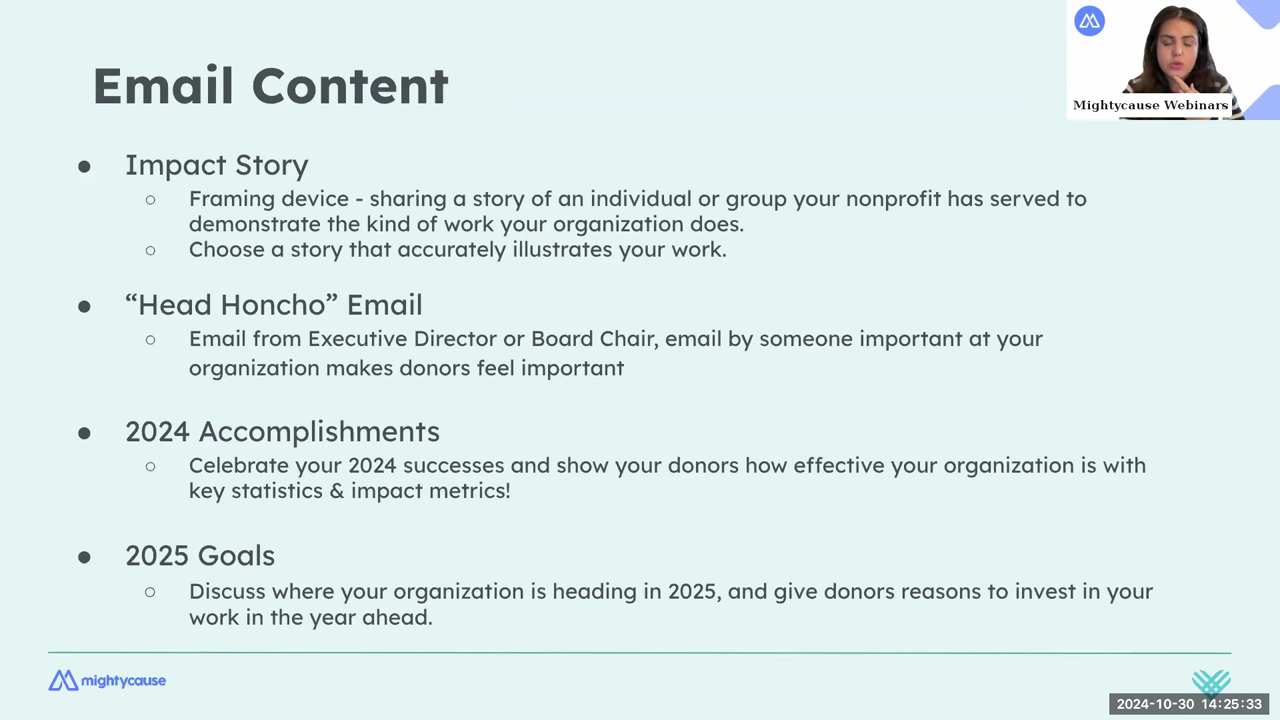 Email Content
Mightycause Webinars
● Impact Story
○ Framing device - sharing a story of an individual or group your nonprofit has served to
demonstrate the kind of work your organization does.
○ Choose a story that accurately illustrates your work.
● “Head Honcho” Email
○ Email from Executive Director or Board Chair, email by someone important at your
organization makes donors feel important
● 2024 Accomplishments
○ Celebrate your 2024 successes and show your donors how effective your organization is with
key statistics & impact metrics!
● 2025 Goals
○ Discuss where your organization is heading in 2025, and give donors reasons to invest in your
work in the year ahead.
mightycause
2024-10-30 14:25:33